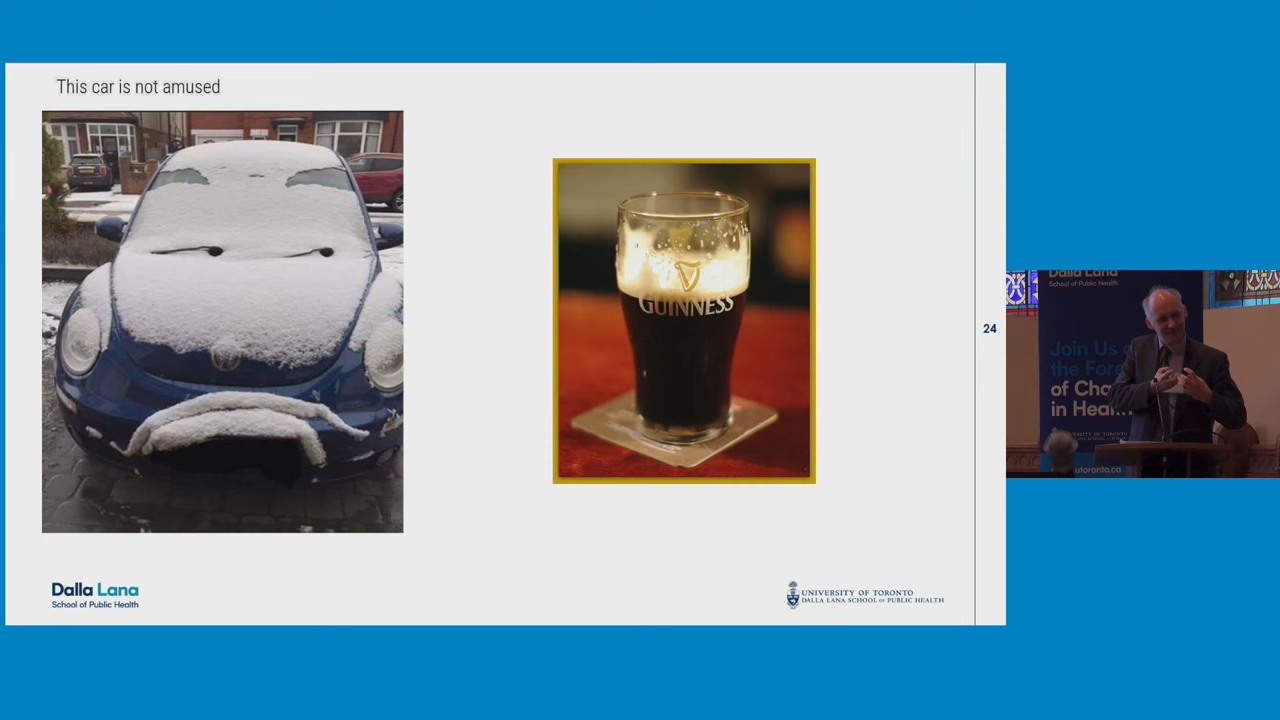 This car is not amused
GUINNESS
24
Dalla Lana
School of Public Health
UNIVERSITY OF TORONTO
DALLA LANA SCHOOL OF PUBLIC HEALTH
Dalla Lana
School of Public Health
Join Us
the Fore
of Cha
in Heal
utoronto.ca